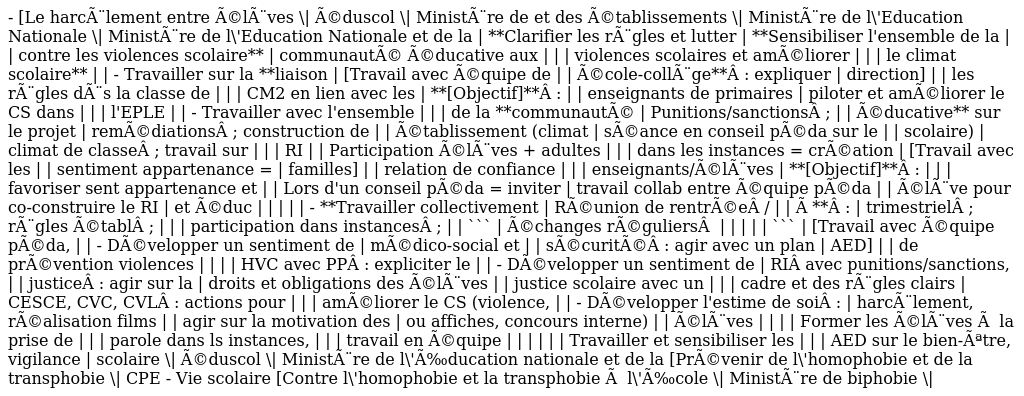 - [Le harcÃ¨lement entre Ã©lÃ¨ves \| Ã©duscol \| MinistÃ¨re de et des Ã©tablissements \| MinistÃ¨re de l\'Education
Nationale \| MinistÃ¨re de l\'Education Nationale et de la | **Clarifier les rÃ¨gles et lutter | **Sensibiliser l'ensemble de la |
| contre les violences scolaire** | communautÃ© Ã©ducative aux | | | violences scolaires et amÃ©liorer | | | le climat
scolaire** | | - Travailler sur la **liaison | [Travail avec Ã©quipe de | | Ã©cole-collÃ¨ge**Â : expliquer | direction] | | les
rÃ¨gles dÃ¨s la classe de | | | CM2 en lien avec les | **[Objectif]**Â : | | enseignants de primaires | piloter et amÃ©liorer le
CS dans | | | l'EPLE | | - Travailler avec l'ensemble | | | de la **communautÃ© | Punitions/sanctionsÂ ; | | Ã©ducative** sur
le projet | remÃ©diationsÂ ; construction de | | Ã©tablissement (climat | sÃ©ance en conseil pÃ©da sur le | | scolaire) |
climat de classeÂ ; travail sur | | | RI | | Participation Ã©lÃ¨ves + adultes | | | dans les instances = crÃ©ation | [Travail avec
les | | sentiment appartenance = | familles] | | relation de confiance | | | enseignants/Ã©lÃ¨ves | **[Objectif]**Â : | | |
favoriser sent appartenance et | | Lors d'un conseil pÃ©da = inviter | travail collab entre Ã©quipe pÃ©da | | Ã©lÃ¨ve pour
co-construire le RI | et Ã©duc | | | | | - **Travailler collectivement | RÃ©union de rentrÃ©eÂ / | | Ã **Â : | trimestrielÂ ;
rÃ¨gles Ã©tablÂ ; | | | participation dans instancesÂ ; | | ``` | Ã©changes rÃ©guliersÂ  | | | | | ``` | [Travail avec Ã©quipe
pÃ©da, | | - DÃ©velopper un sentiment de | mÃ©dico-social et | | sÃ©curitÃ©Â : agir avec un plan | AED] | | de
prÃ©vention violences | | | | HVC avec PPÂ : expliciter le | | - DÃ©velopper un sentiment de | RIÂ avec punitions/sanctions,
| | justiceÂ : agir sur la | droits et obligations des Ã©lÃ¨ves | | justice scolaire avec un | | | cadre et des rÃ¨gles clairs |
CESCE, CVC, CVLÂ : actions pour | | | amÃ©liorer le CS (violence, | | - DÃ©velopper l'estime de soiÂ : | harcÃ¨lement,
rÃ©alisation films | | agir sur la motivation des | ou affiches, concours interne) | | Ã©lÃ¨ves | | | | Former les Ã©lÃ¨ves Ã  la
prise de | | | parole dans ls instances, | | | travail en Ã©quipe | | | | | | Travailler et sensibiliser les | | | AED sur le bien-Ãªtre,
vigilance | scolaire \| Ã©duscol \| MinistÃ¨re de l\'Ã‰ducation nationale et de la [PrÃ©venir de l\'homophobie et de la
transphobie \| CPE - Vie scolaire [Contre l\'homophobie et la transphobie Ã  l\'Ã‰cole \| MinistÃ¨re de biphobie \|